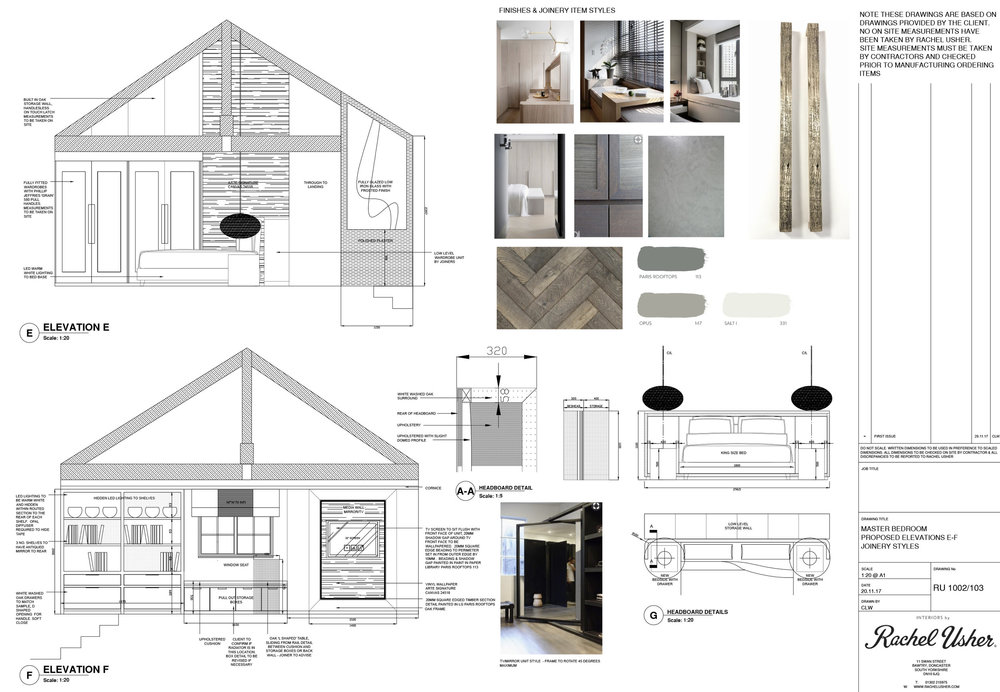 FINISHES & JOINERY ITEM STYLES
NOTE THESE DRAWINGS ARE BASED ON
DRAWINGS PROVIDED BY THE CLIENT.
NO ON SITE MEASUREMENTS HAVE
BEEN TAKEN BY RACHEL USHER.
SITE MEASUREMENTS MUST BE TAKEN
BY CONTRACTORS AND CHECKED
PRIOR TO MANUFACTURING ORDERING
ITEMS
BUILT IN OAK
STORAGE WALL,
HANDLESLESS
ON TOUCH LATCH
MEASUREMENTS
TO BE TAKEN ON
SITE
FULLY FITTED
WARDROBES
WITH PHILLIP
JEFFRIES 'GRAIN'
500 PULL
HANDLES
MEASUREMENTS
TO BE TAKEN ON
SITE
LED WARM
WHITE LIGHTING
TO BED BASE
THROUGH TO
LANDING
FULLY GLAZED LOW
IRON GLASS WITH
FROSTED FINISH
POLISHED PLASTER
LOW LEVEL
WARDROBE UNIT
BY JOINERS
E
ELEVATION E
Scale: 1:20
PARIS ROOFTOPS 113
OPUS 147
SALT I 331
LED LIGHTING TO
BE WARM WHITE
AND HIDDEN
WITHIN ROUTED
SECTION TO THE
REAR OF EACH
SHELF. OPAL
DIFFUSER
REQUIRED TO HIDE
TAPE
3 NO. SHELVES TO
HAVE ANTIQUED
MIRROR TO REAR
WHITE WASHED
OAK DRAWERS
TO MATCH
SAMPLE, D
SHAPED
OPENING FOR
HANDLE SOFT
CLOSE
HIDDEN LED LIGHTING TO SHELVES
WINDOW SEAT
PULL OUT STORAGE
BOXES
MEDIA WALL
MIRROR/TV
CORNICE
TV SCREEN TO SIT FLUSH WITH
FRONT FACE OF UNIT, 20MM
SHADOW GAP AROUND TV
FRONT FACE TO BE
WALLPAPERED. 20MM SQUARE
EDGE BEADING TO PERIMETER
SET IN FROM OUTER EDGE BY
10MM . BEADING & SHADOW
GAP PAINTED IN PAINT IN PAPER
LIBRARY PARIS ROOFTOPS 113
VINYL WALLPAPER
ARTE SIGNATURE
CANVAS 24518
20MM SQUARE EDGED TIMBER SECTION
DETAIL PAINTED IN LS PARIS ROOFTOPS
OAK FRAME
UPHOLSTERED
CUSHION
CLIENT TO
CONFIRM IF
RADIATOR IS IN
THIS LOCATION.
BOX DETAIL TO BE
REVISED IF
NECESSARY
OAK 'L' SHAPED TABLE,
SLIDING FROM RAIL DETAIL
BETWEEN CUSHION AND
STORAGE BOXES OR BACK
WALL - JOINER TO ADVISE
F
ELEVATION F
Scale: 1:20
320
58
WHITE WASHED OAK
SURROUND
REAR OF HEADBOARD
UPHOLSTERY
UPHOLSTERED WITH SLIGHT
DOMED PROFILE
A-A
HEADBOARD DETAIL
Scale: 1:5
TV/MIRROR UNIT STYLE - FRAME TO ROTATE 45 DEGREES
MAXIMUM
C/L
C/L
KING SIZE BED
LOW LEVEL
STORAGE WALL
A
A
NEW
BEDSIDE WITH
DRAWER
NEW
BEDSIDE WITH
DRAWER
G
HEADBOARD DETAILS
Scale: 1:20
- FIRST ISSUE 20.11.17 CLW
DO NOT SCALE. WRITTEN DIMENSIONS TO BE USED IN PREFERENCE TO SCALED
DIMENSIONS. ALL DIMENSIONS TO BE CHECKED ON SITE BY CONTRACTOR & ALL
DISCREPANCIES TO BE REPORTED TO RACHEL USHER
JOB TITLE
DRAWING TITLE
MASTER BEDROOM
PROPOSED ELEVATIONS E-F
JOINERY STYLES
SCALE
1:20 @ A1
DRAWING No
RU 1002/103
DATE
20.11.17
DRAWN BY
CLW
INTERIORS by
Rachel Usher
11 SWAN STREET
BAWTRY, DONCASTER
SOUTH YORKSHIRE
DN10 6JQ
T. 01302 215975
W. WWW.RACHELUSHER.COM